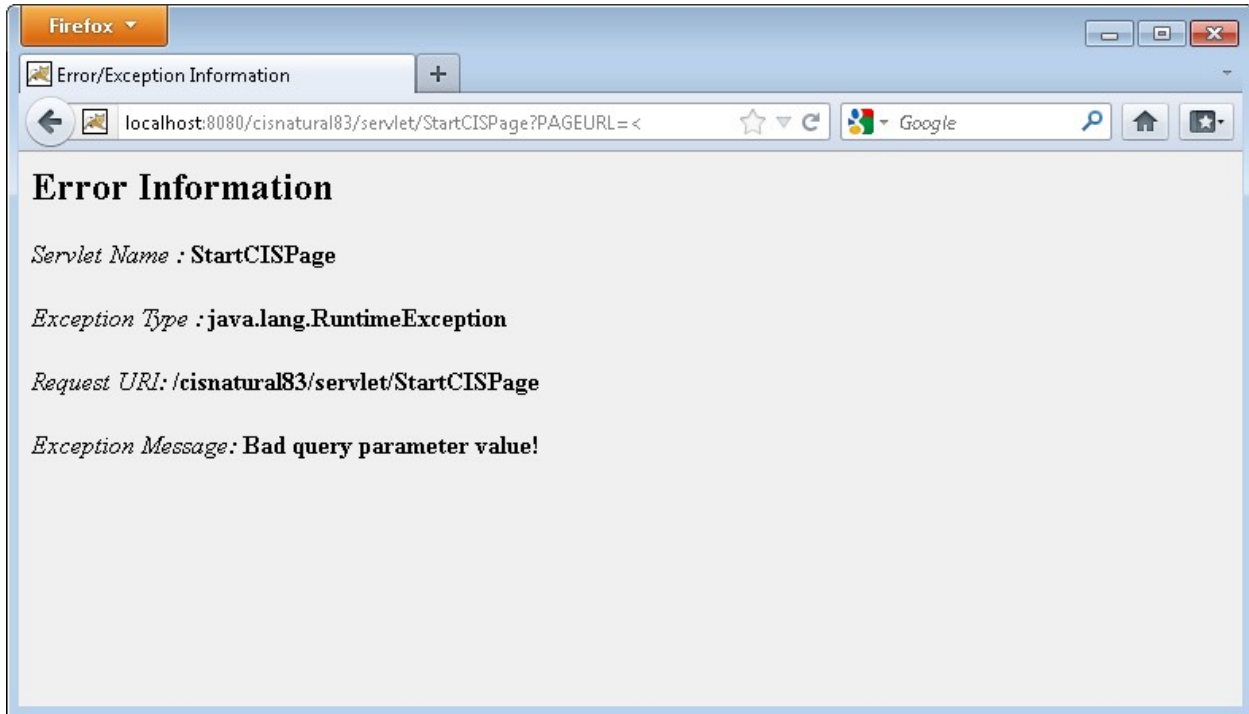 Firefox
Error/Exception Information
localhost:8080/cisnatural83/servlet/StartCISPage?PAGEURL=<
Google
Error Information
Servlet Name : StartCISPage
Exception Type : java.lang.RuntimeException
Request URI: /cisnatural83/servlet/StartCISPage
Exception Message: Bad query parameter value!